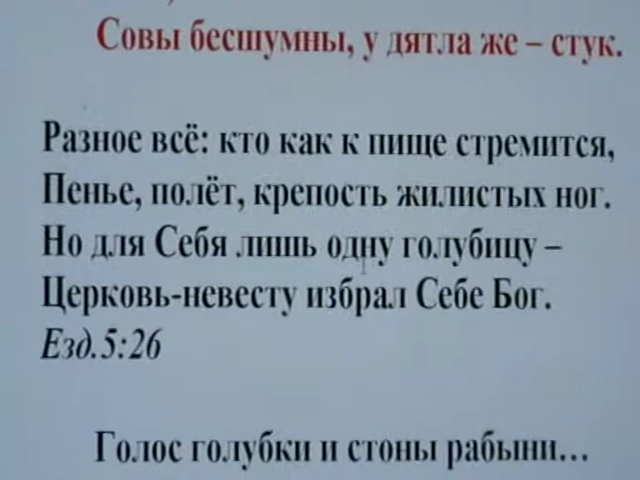 Совы бесшумны, у дятла же – стук.
Разное всё: кто как к пище стремится,
Пенье, полёт, крепость жилистых ног.
Но для Себя лишь одну голубицу –
Церковь-невесту избрал Себе Бог.
Езд.5:26
Голос голубки и стоны рабыни...